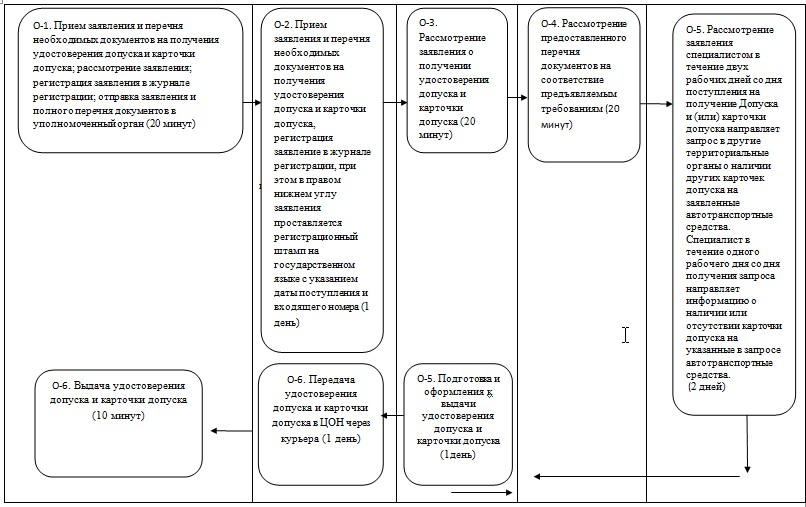 О-1. Прием заявления и перечня
необходимых документов на получения
удостоверения допуска и карточки
допуска; рассмотрение заявления;
регистрация заявления в журнале
регистрации; отправка заявления и
полного перечня документов в
уполномоченный орган (20 минут)
О-2. Прием
заявления и перечня
необходимых
документов на
получения
удостоверения
допуска и карточки
допуска,
регистрация
заявление в журнале
регистрации, при
этом в правом
нижнем углу
заявления
проставляется
регистрационный
штамп на
государственном
языке с указанием
даты поступления и
входящего номера (1
день)
О-3.
Рассмотрение
заявления о
получении
удостоверения
допуска и
карточки
допуска (20
минут)
О-4. Рассмотрение
предоставленного
перечня
документов на
соответствие
предъявляемым
требованиям (20
минут)
О-5. Рассмотрение
заявления
специалистом в
течение двух
рабочих дней со дня
поступления на
получение Допуска
и (или) карточки
допуска направляет
запрос в другие
территориальные
органы о наличии
других карточек
допуска на
заявленные
автотранспортные
средства.
Специалист в
течение одного
рабочего дня со дня
получения запроса
направляет
информацию о
наличии или
отсутствии карточки
допуска на
указанные в запросе
автотранспортные
средства.
(2 дней)
О-5. Подготовка и
оформления к
выдачи
удостоверения
допуска и
карточки допуска
(1день)
О-6. Передача
удостоверения
допуска и карточки
допуска в ЦОН через
курьера (1 день)
О-6. Выдача удостоверения
допуска и карточки допуска
(10 минут)